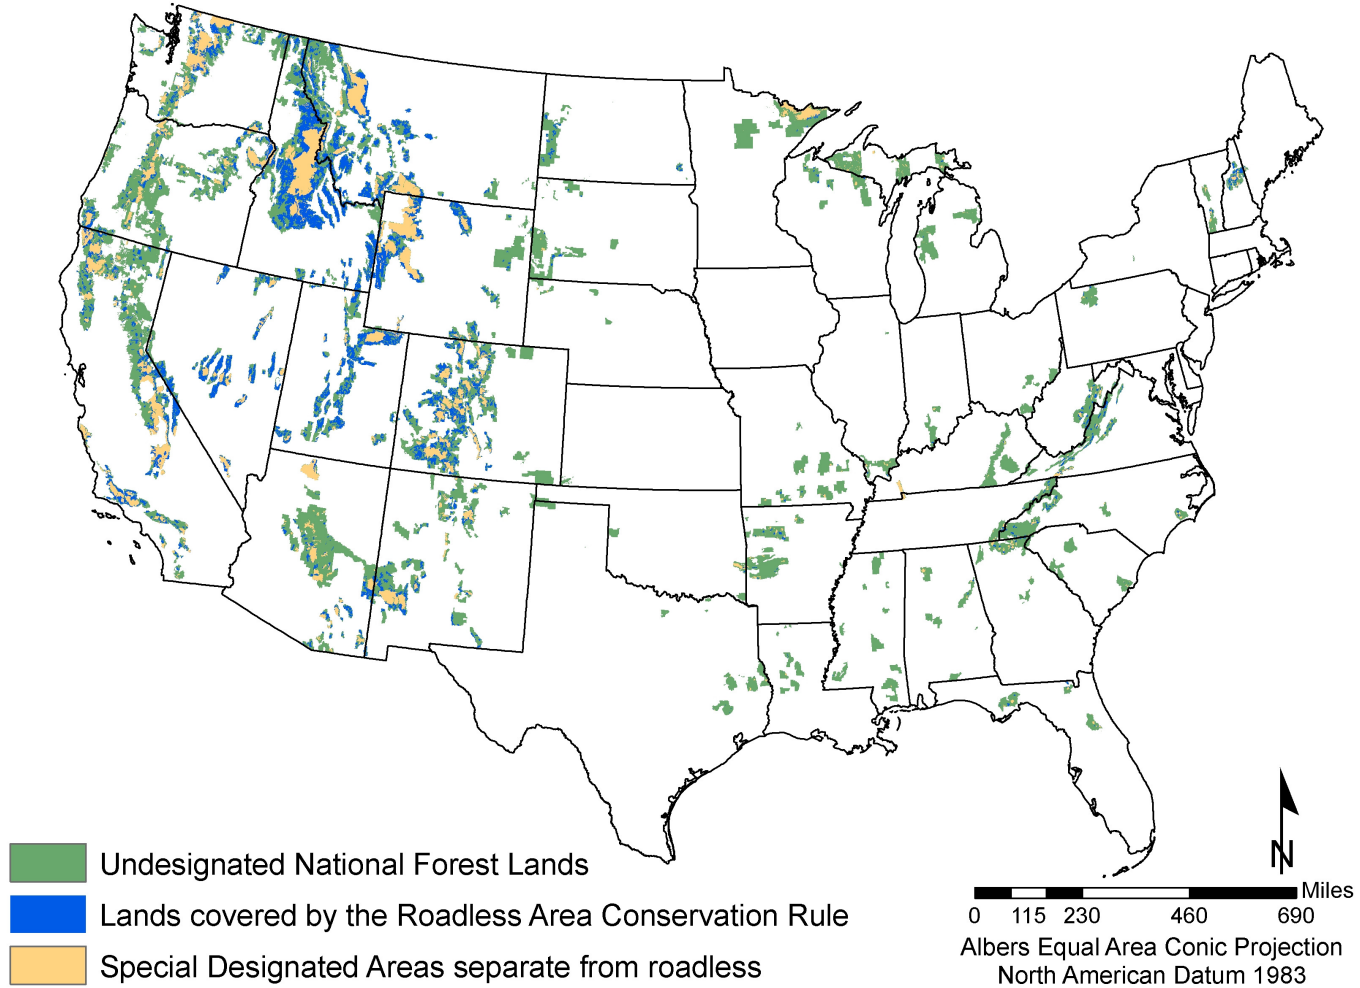 Undesignated National Forest Lands
Lands covered by the Roadless Area Conservation Rule
Special Designated Areas separate from roadless
N
Miles
0 115 230 460 690
Albers Equal Area Conic Projection
North American Datum 1983